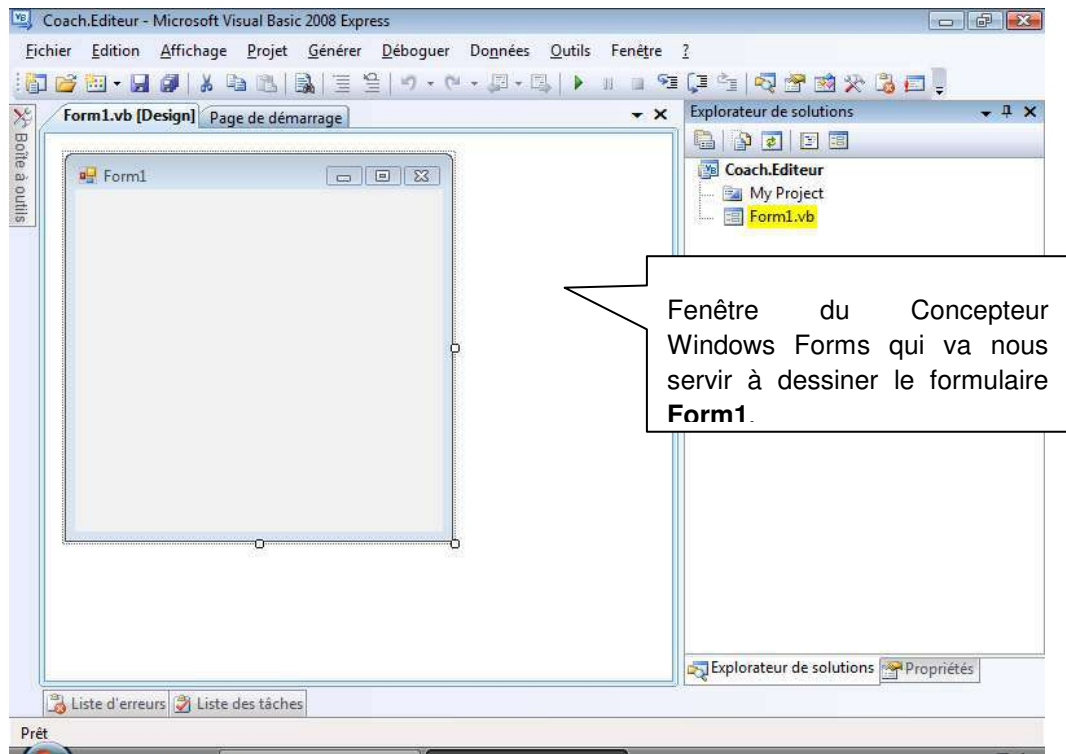 Coach.Editeur - Microsoft Visual Basic 2008 Express
Fichier Edition Affichage Projet Générer Déboguer Données Outils Fenêtre ?
Form1.vb [Design] Page de démarrage
Explorateur de solutions
Boîte à outils
Form1
Coach.Editeur
My Project
Form1.vb
Fenêtre du Concepteur
Windows Forms qui va nous
servir à dessiner le formulaire
Form1.
Explorateur de solutions Propriétés
Liste d'erreurs Liste des tâches
Prêt